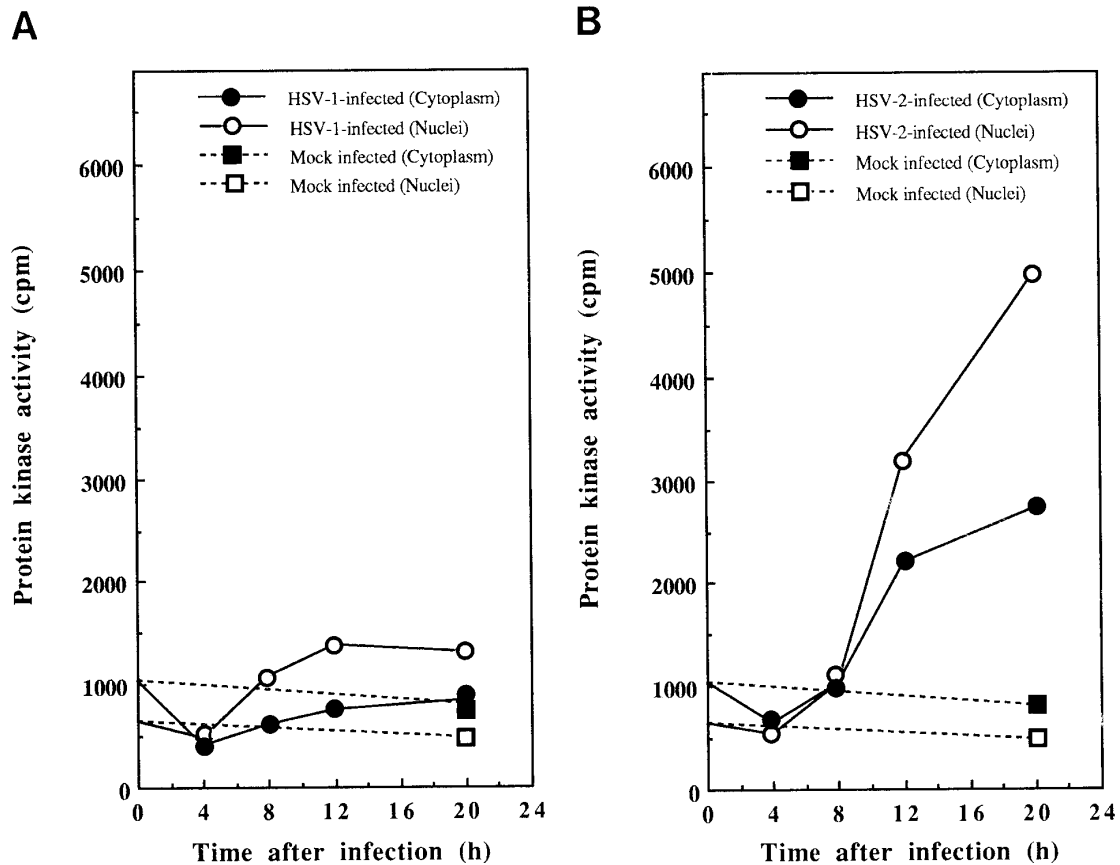 A
HSV-1-infected (Cytoplasm)
HSV-1-infected (Nuclei)
Mock infected (Cytoplasm)
Mock infected (Nuclei)
Protein kinase activity (cpm)
6000
5000
4000
3000
2000
1000
0
0 4 8 12 16 20 24
Time after infection (h)
B
HSV-2-infected (Cytoplasm)
HSV-2-infected (Nuclei)
Mock infected (Cytoplasm)
Mock infected (Nuclei)
Protein kinase activity (cpm)
6000
5000
4000
3000
2000
1000
0
0 4 8 12 16 20 24
Time after infection (h)